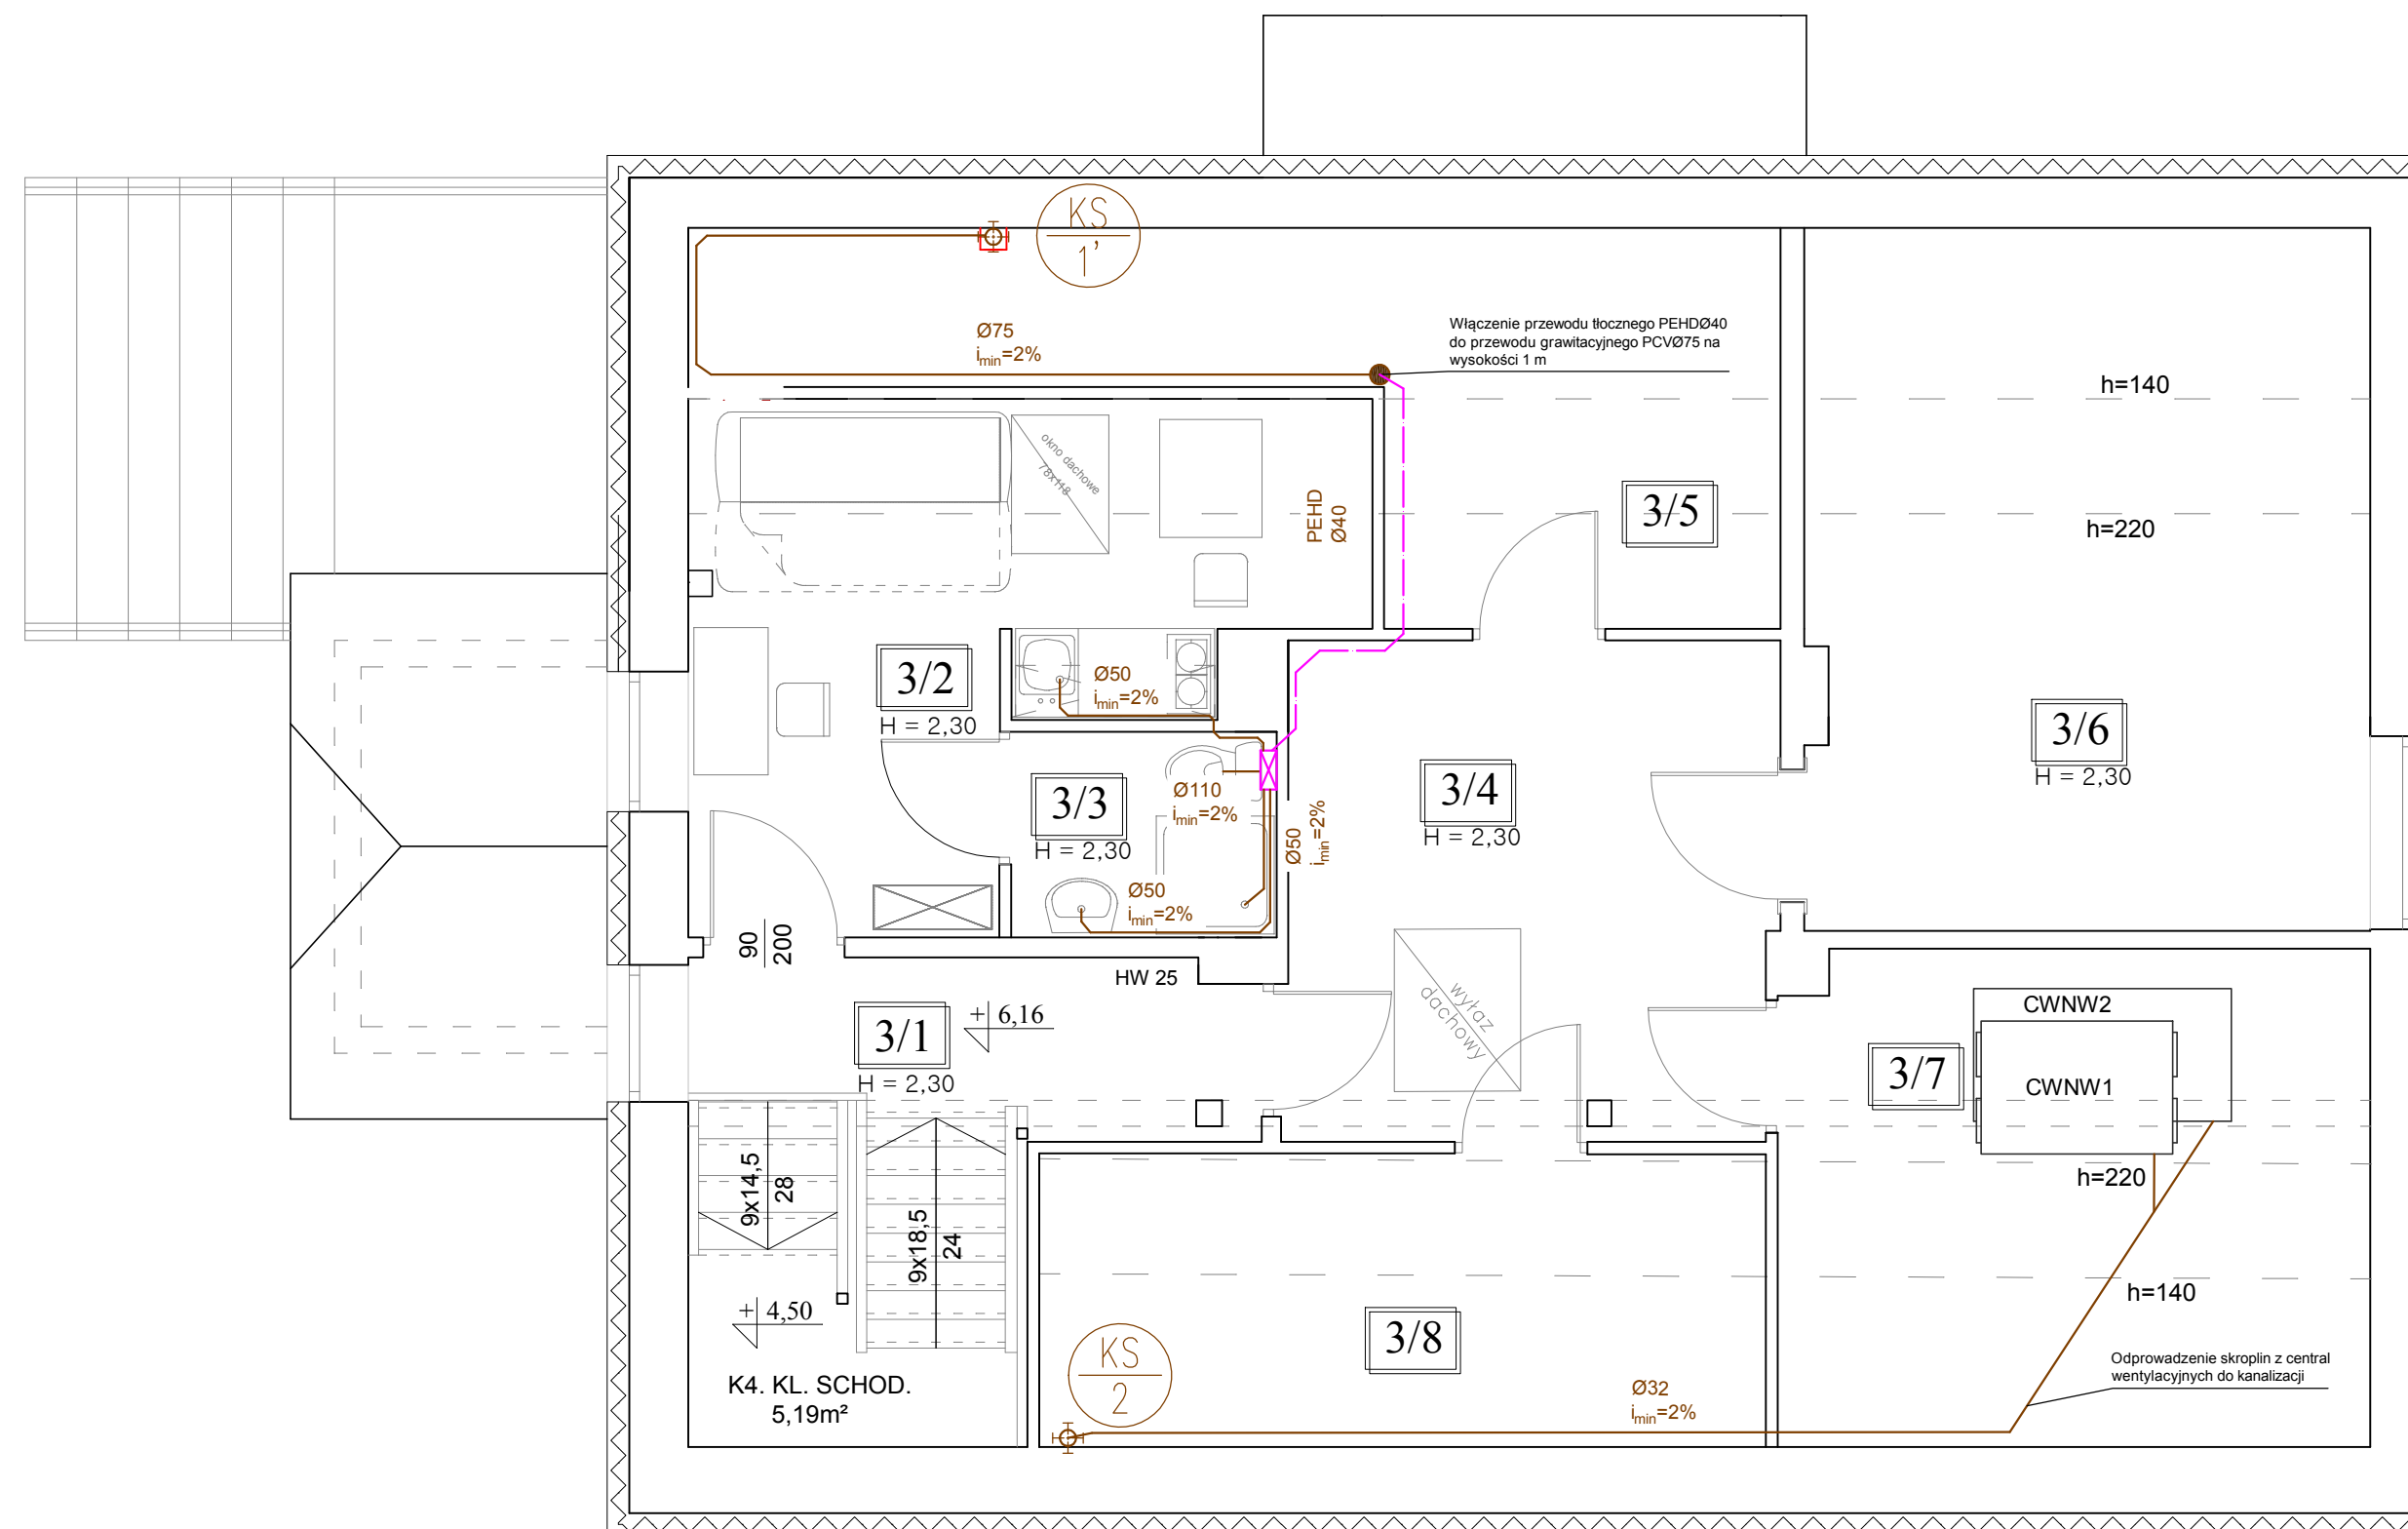 KS
1'
Ø75
imin=2%
Włączenie przewodu tłocznego PEHDØ40
do przewodu grawitacyjnego PCVØ75 na
wysokości 1 m
h=140
okno dachowe
78x118
PEHD
Ø40
3/5
h=220
3/2
H = 2,30
Ø50
imin=2%
3/6
H = 2,30
3/3
H = 2,30
Ø110
imin=2%
3/4
H = 2,30
Ø50
imin=2%
Ø50
imin=2%
90
200
HW 25
3/1
H = 2,30
+ 6,16
wyłaz
dachowy
CWNW2
CWNW1
3/7
9x14,5
28
9x18,5
24
h=220
h=140
+ 4,50
K4. KL. SCHOD.
5,19m²
KS
2
3/8
Ø32
imin=2%
Odprowadzenie skroplin z central
wentylacyjnych do kanalizacji